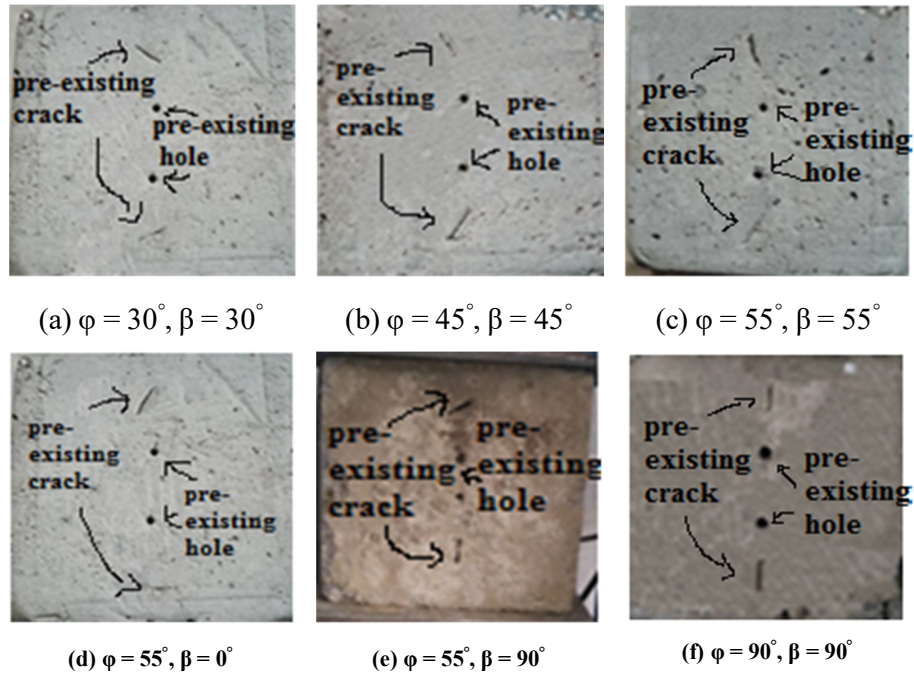 pre-existing
crack
pre-existing
hole
pre-
existing
crack
pre-
existing
hole
pre-
existing
crack
pre-
existing
hole
(a) φ = 30°, β = 30°
(b) φ = 45°, β = 45°
(c) φ = 55°, β = 55°
pre-
existing
crack
pre-
existing
hole
pre-
existing
crack
pre-
existing
hole
pre-
existing
crack
pre-
existing
hole
(d) φ = 55°, β = 0°
(e) φ = 55°, β = 90°
(f) φ = 90°, β = 90°